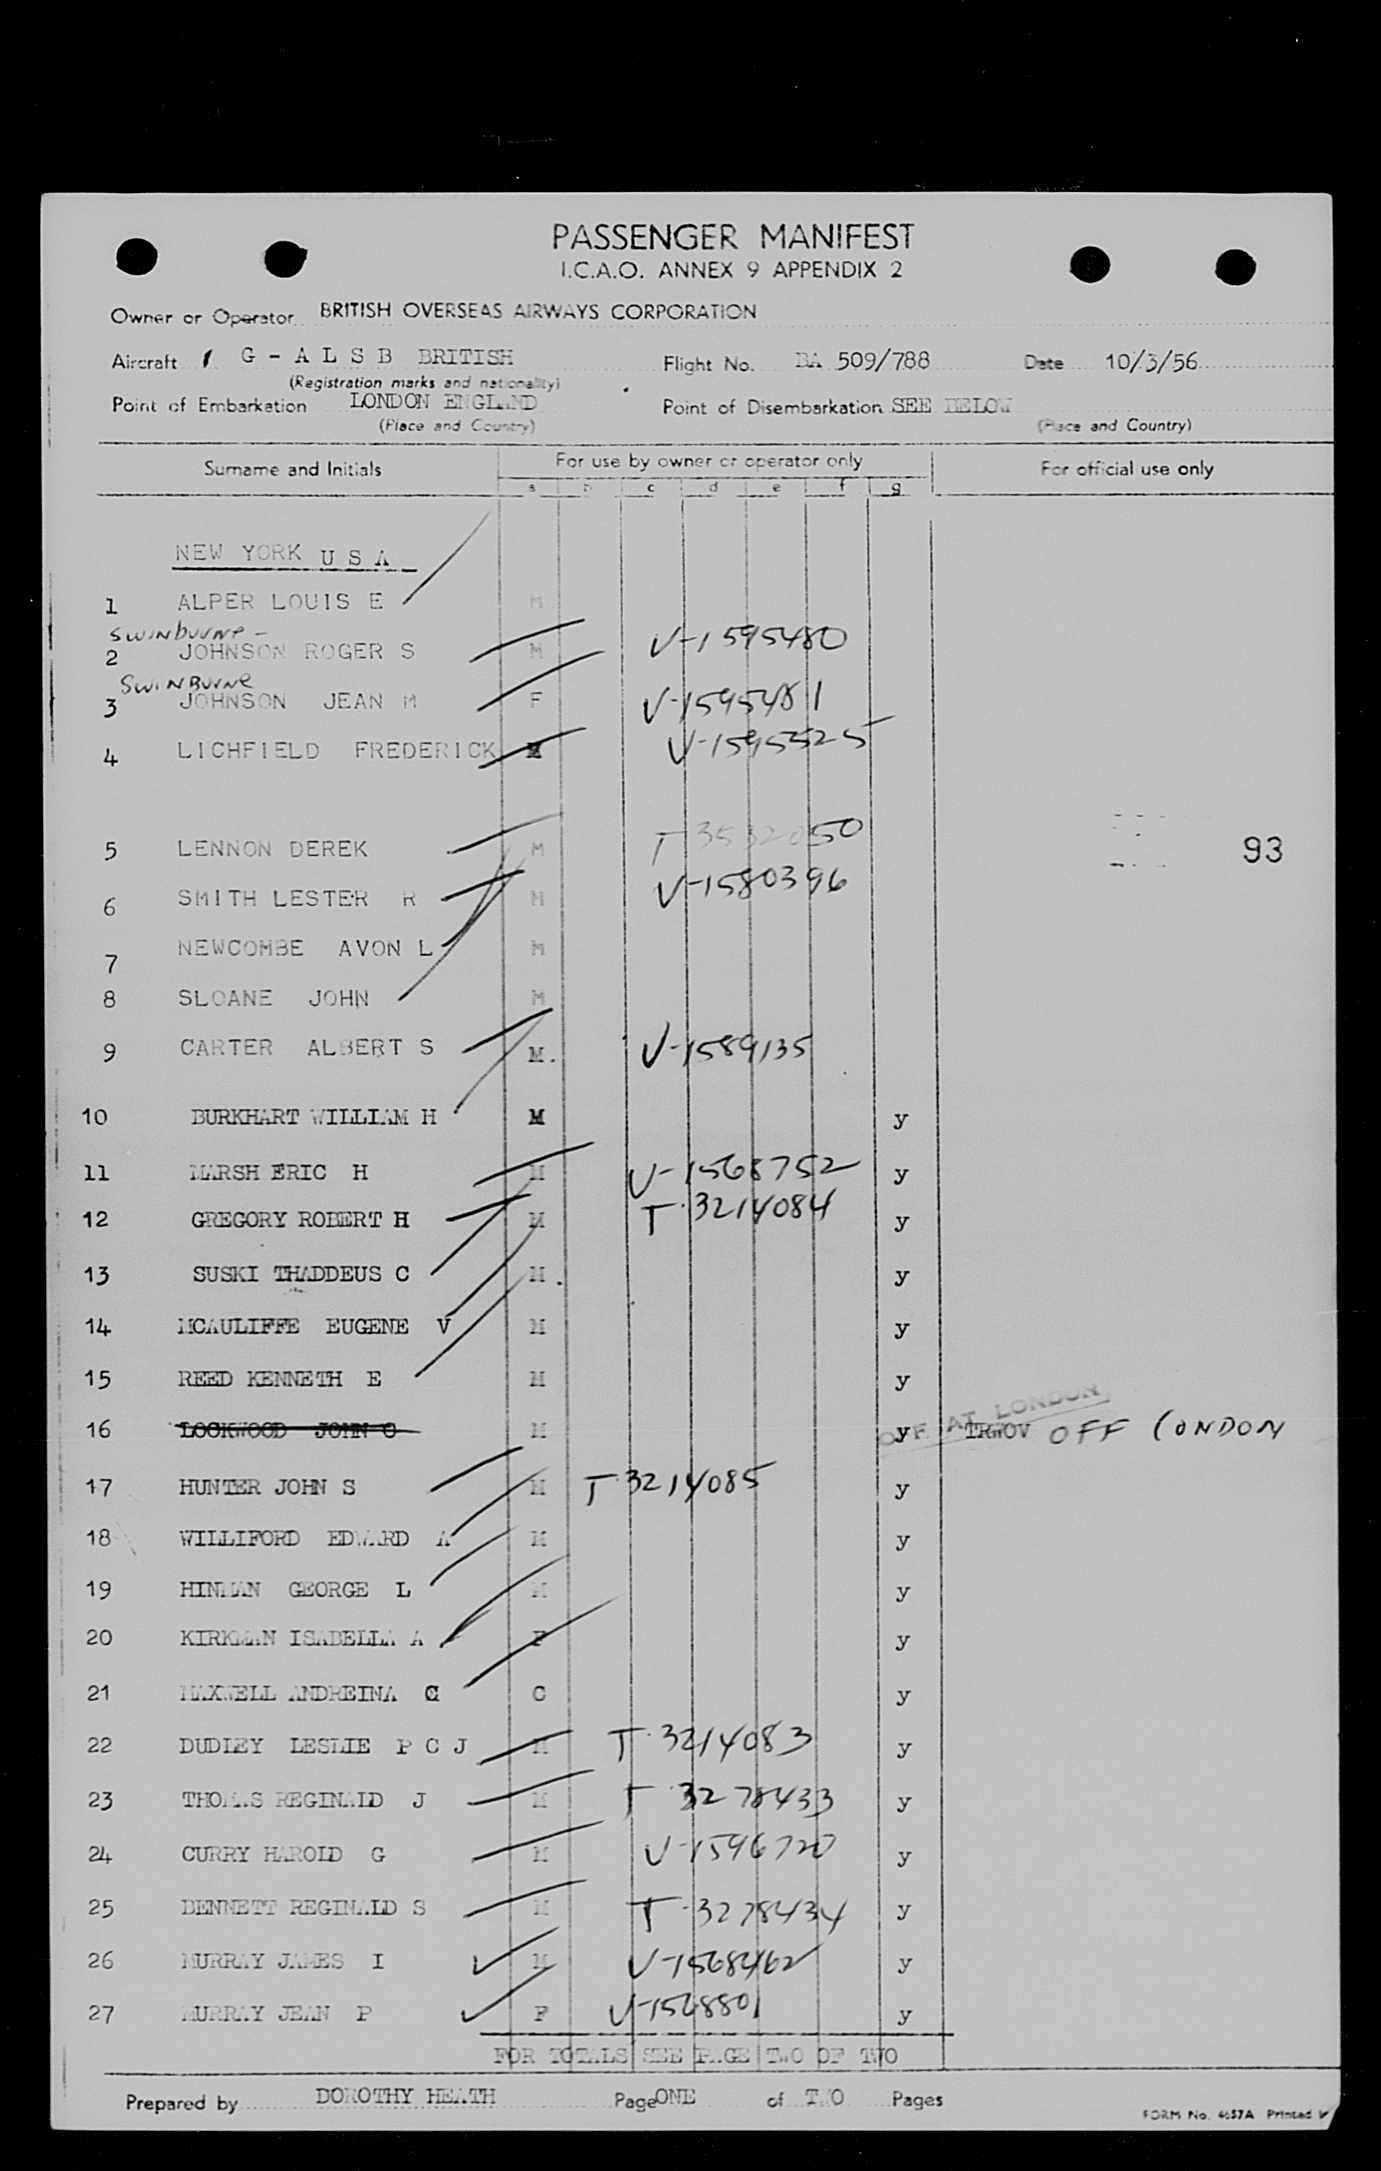 PASSENGER MANIFEST
I.C.A.O. ANNEX 9 APPENDIX 2
Owner or Operator BRITISH OVERSEAS AIRWAYS CORPORATION
Aircraft G - A L S B BRITISH Flight No. BA 509/788 Date 10/3/56
(Registration marks and nationality)
Point of Embarkation LONDON ENGLAND Point of Disembarkation SEE BELOW
(Place and Country) (Place and Country)
Surname and Initials For use by owner or operator only For official use only
a b c d e f g
NEW YORK U S A
1 ALPER LOUIS E M
Swinburne -
2 JOHNSON ROGER S M V-1595480
Swinburne
3 JOHNSON JEAN M F V-1595481
4 LICHFIELD FREDERICK M V-1595525
5 LENNON DEREK M T 3532050 93
6 SMITH LESTER R M V-1580396
7 NEWCOMBE AVON L M
8 SLOANE JOHN M
9 CARTER ALBERT S M. V-1589135
10 BURKHART WILLIAM H M y
11 MARSH ERIC H M V-1568752 y
12 GREGORY ROBERT H M T 3214084 y
13 SUSKI THADDEUS C M. y
14 MCAULIFFE EUGENE V M y
15 REED KENNETH E M y
OFF AT LONDON
16 LOCKWOOD JOHN C M y TRGOV OFF LONDON
17 HUNTER JOHN S M T 3214085 y
18 WILLIFORD EDWARD A M y
19 HINMAN GEORGE L M y
20 KIRKMAN ISABELLA A F y
21 MAXWELL ANDREINA C C y
22 DUDLEY LESLIE P C J M T 3214083 y
23 THOMAS REGINALD J M T 3278433 y
24 CURRY HAROLD G M V-1596720 y
25 BENNETT REGINALD S M T 3278434 y
26 MURRAY JAMES I M V-1568462 y
27 MURRAY JEAN P F V-1568801 y
FOR TOTALS SEE PAGE TWO OF TWO
Prepared by DOROTHY HEATH Page ONE of TWO Pages
FORM No. 4657A Printed